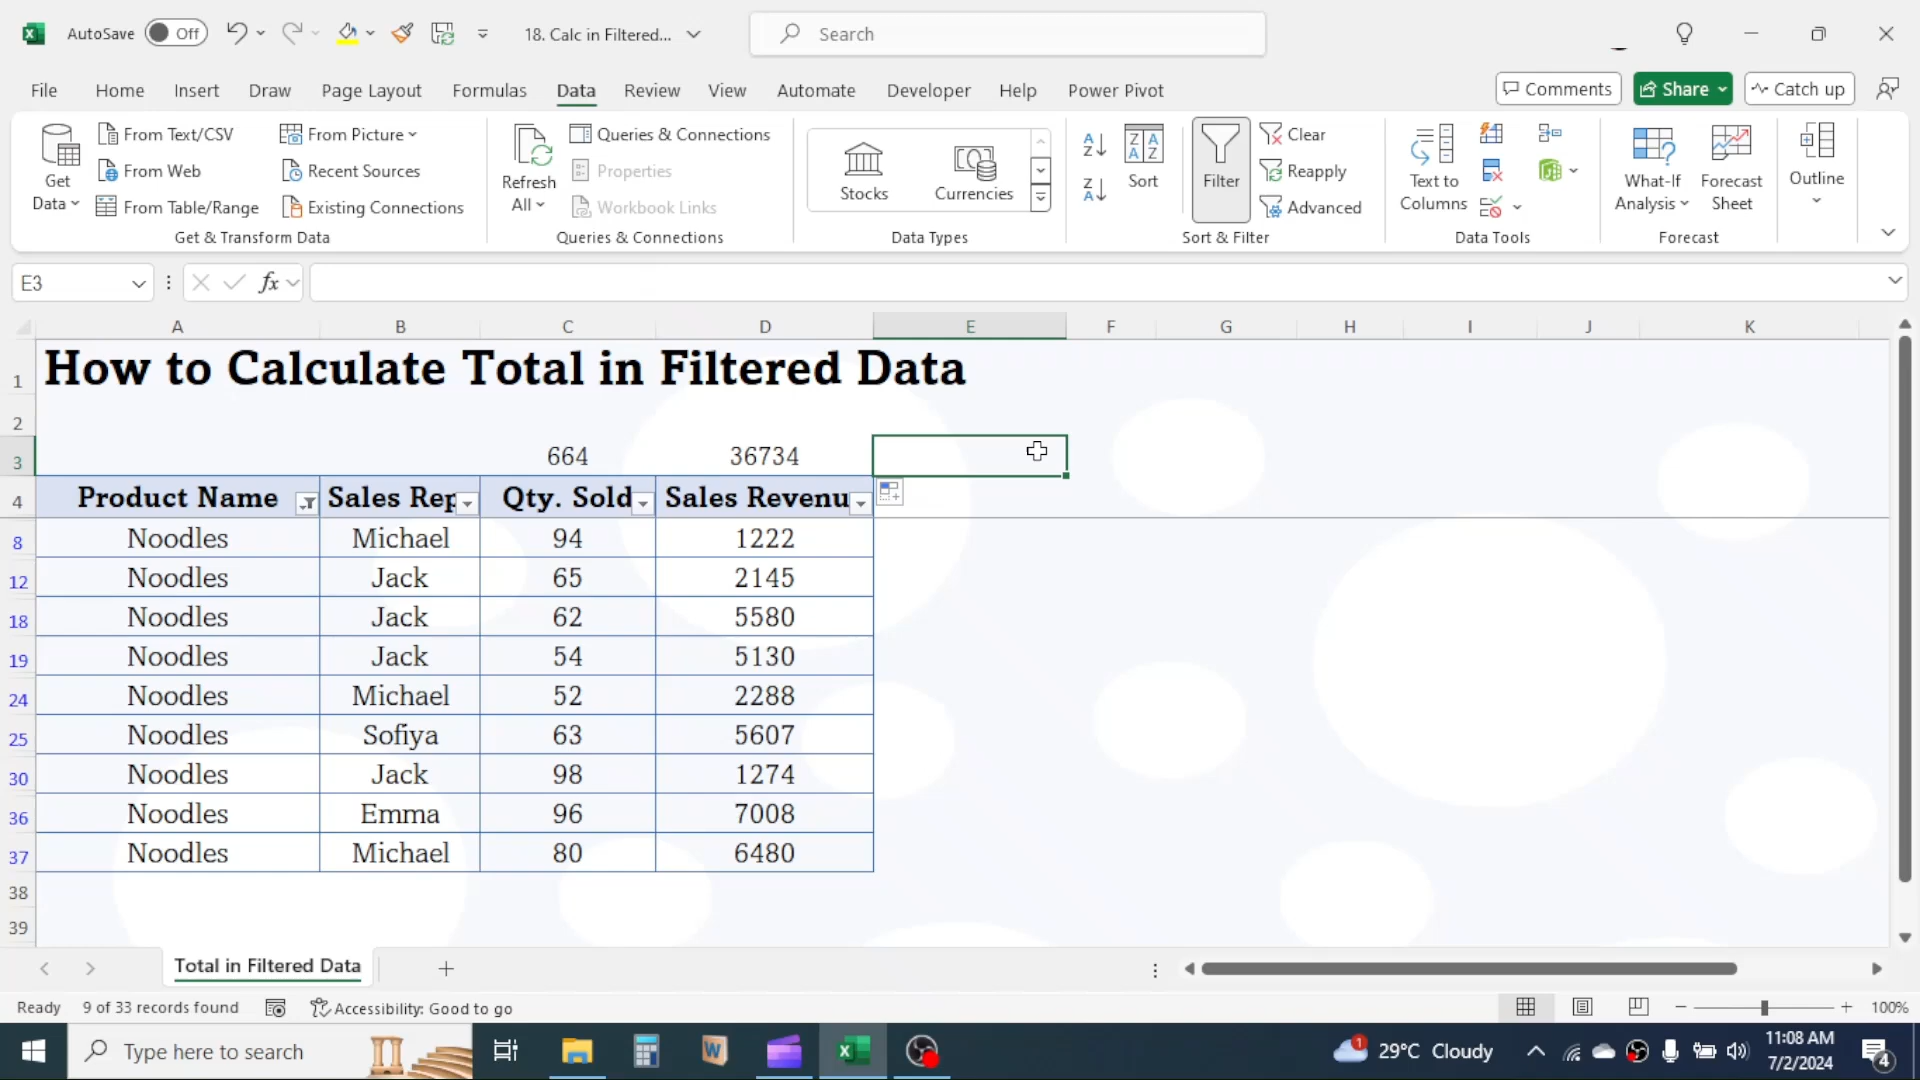 AutoSave Off 18. Calc in Filtered... Search
File Home Insert Draw Page Layout Formulas Data Review View Automate Developer Help Power Pivot Comments Share Catch up
Get Data
From Text/CSV
From Web
From Table/Range
From Picture
Recent Sources
Existing Connections
Get & Transform Data
Refresh All
Queries & Connections
Properties
Workbook Links
Queries & Connections
Stocks Currencies
Data Types
Sort
Filter
Clear
Reapply
Advanced
Sort & Filter
Text to Columns
Data Tools
What-If Analysis
Forecast Sheet
Forecast
Outline
E3 fx
A B C D E F G H I J K
1 How to Calculate Total in Filtered Data
2
3 664 36734
4 Product Name Sales Rep Qty. Sold Sales Revenu
8 Noodles Michael 94 1222
12 Noodles Jack 65 2145
18 Noodles Jack 62 5580
19 Noodles Jack 54 5130
24 Noodles Michael 52 2288
25 Noodles Sofiya 63 5607
30 Noodles Jack 98 1274
36 Noodles Emma 96 7008
37 Noodles Michael 80 6480
38
39
Total in Filtered Data
Ready 9 of 33 records found Accessibility: Good to go 100%
Type here to search 29°C Cloudy 11:08 AM
7/2/2024 4